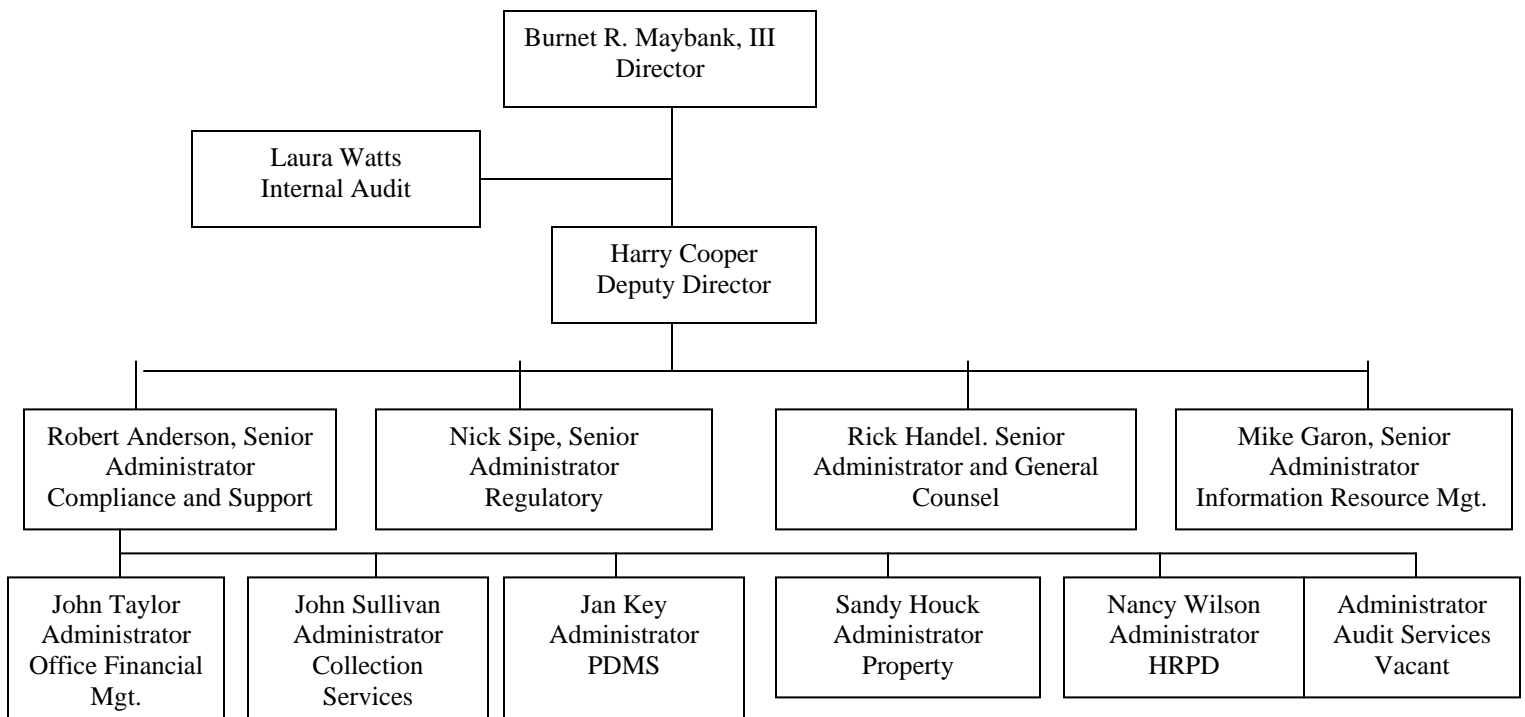 Burnet R. Maybank, III
Director
Laura Watts
Internal Audit
Harry Cooper
Deputy Director
Robert Anderson, Senior
Administrator
Compliance and Support
Nick Sipe, Senior
Administrator
Regulatory
Rick Handel. Senior
Administrator and General
Counsel
Mike Garon, Senior
Administrator
Information Resource Mgt.
John Taylor
Administrator
Office Financial
Mgt.
John Sullivan
Administrator
Collection
Services
Jan Key
Administrator
PDMS
Sandy Houck
Administrator
Property
Nancy Wilson
Administrator
HRPD
Administrator
Audit Services
Vacant